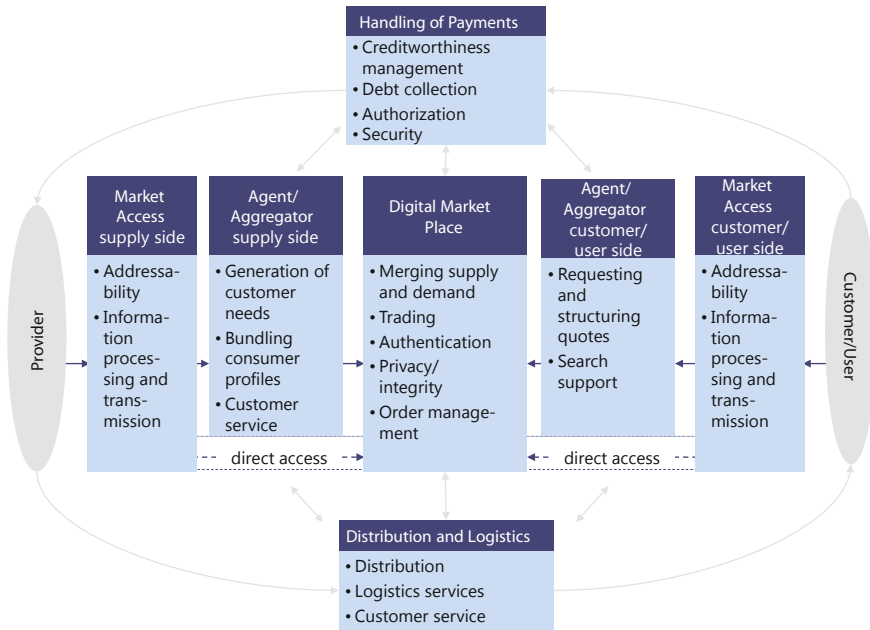 Handling of Payments
• Creditworthiness
management
• Debt collection
• Authorization
• Security
Provider
Market
Access
supply side
• Addressa-
bility
• Informa-
tion
proces-
sing and
trans-
mission
Agent/
Aggregator
supply side
• Generation of
customer
needs
• Bundling
consumer
profiles
• Customer
service
Digital Market
Place
• Merging supply
and demand
• Trading
• Authentication
• Privacy/
integrity
• Order manage-
ment
Agent/
Aggregator
customer/
user side
• Requesting
and
structuring
quotes
• Search
support
Market
Access
customer/
user side
• Addressa-
bility
• Informa-
tion
proces-
sing and
trans-
mission
Customer/User
direct access
direct access
Distribution and Logistics
• Distribution
• Logistics services
• Customer service